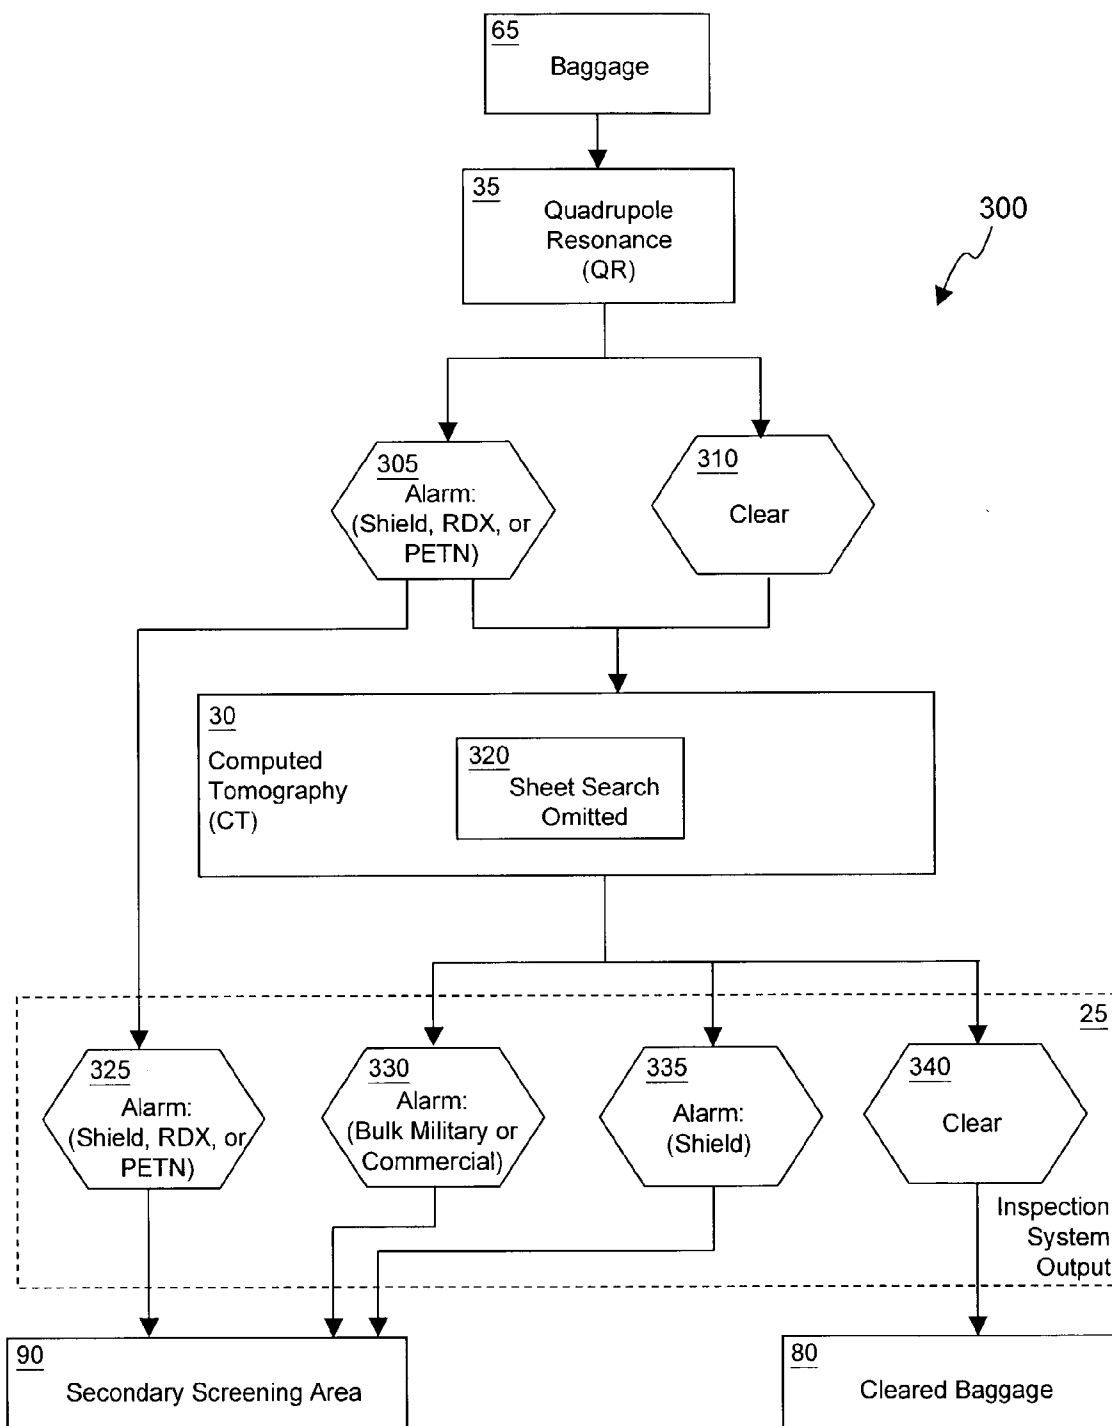 65
Baggage
35
Quadrupole
Resonance
(QR)
300
305
Alarm:
(Shield, RDX, or
PETN)
310
Clear
30
Computed
Tomography
(CT)
320
Sheet Search
Omitted
25
325
Alarm:
(Shield, RDX, or
PETN)
330
Alarm:
(Bulk Military or
Commercial)
335
Alarm:
(Shield)
340
Clear
Inspection
System
Output
90
Secondary Screening Area
80
Cleared Baggage